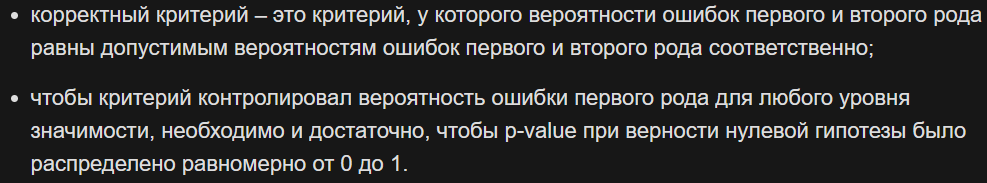 • корректный критерий – это критерий, у которого вероятности ошибок первого и второго рода
равны допустимым вероятностям ошибок первого и второго рода соответственно;
• чтобы критерий контролировал вероятность ошибки первого рода для любого уровня
значимости, необходимо и достаточно, чтобы p-value при верности нулевой гипотезы было
распределено равномерно от 0 до 1.